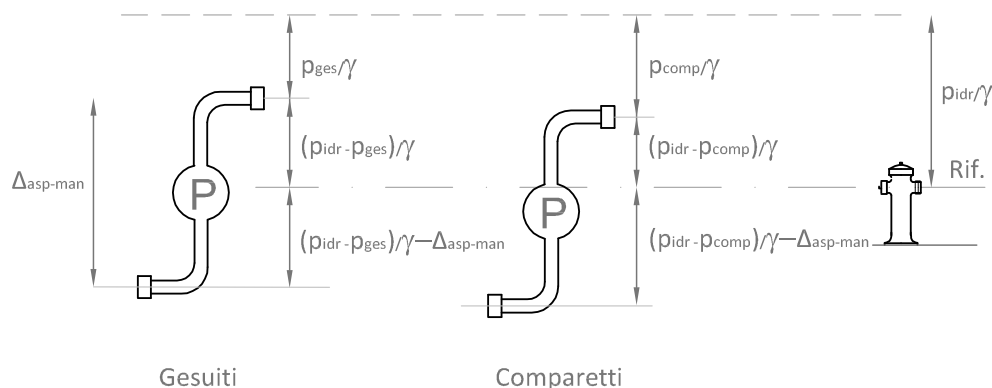 pges/γ
pcomp/γ
pidr/γ
(pidr-pges)/γ
(pidr-pcomp)/γ
Δasp-man
P
P
Rif.
(pidr-pges)/γ−Δasp-man
(pidr-pcomp)/γ−Δasp-man
Gesuiti
Comparetti